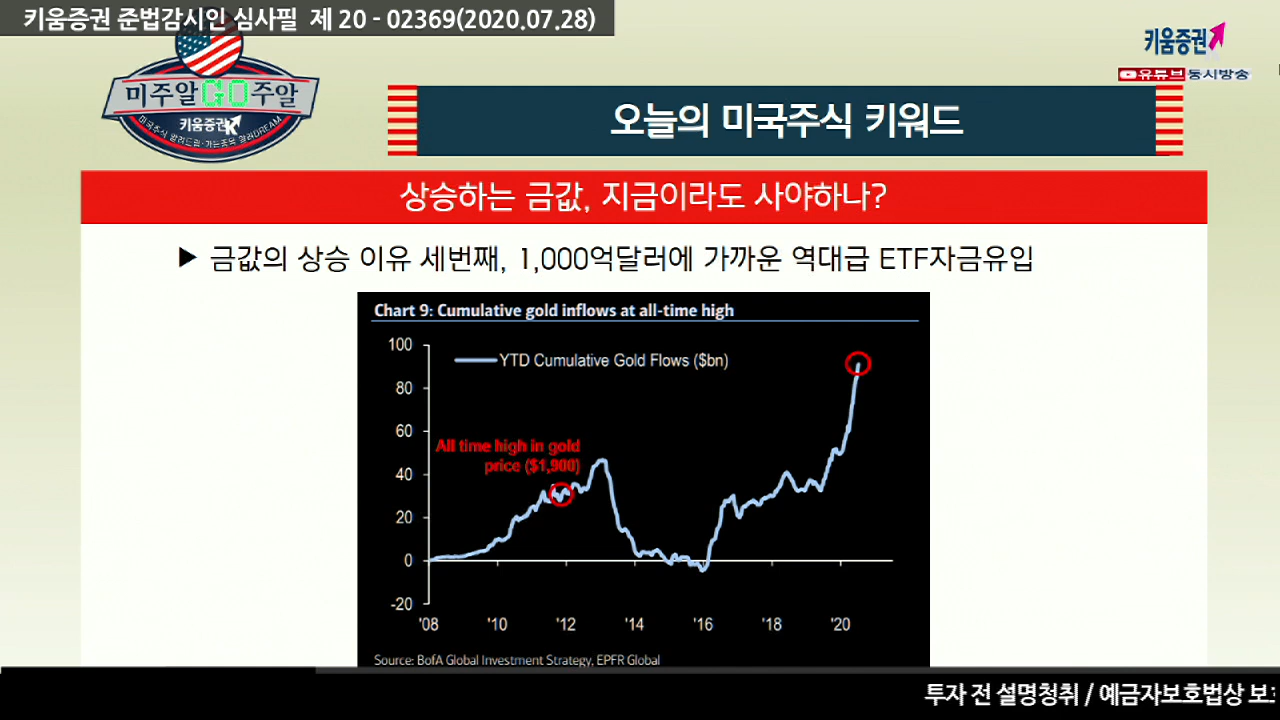 키움증권 준법감시인 심사필 제 20 - 02369(2020.07.28)
키움증권
유튜브 동시방송
미주알GO주알
키움증권
오늘의 미국주식 키워드
상승하는 금값, 지금이라도 사야하나?
▶ 금값의 상승 이유 세번째, 1,000억달러에 가까운 역대급 ETF자금유입
Chart 9: Cumulative gold inflows at all-time high
YTD Cumulative Gold Flows ($bn)
100
80
60
40
20
0
-20
All time high in gold
price ($1,900)
'08 '10 '12 '14 '16 '18 '20
Source: BofA Global Investment Strategy, EPFR Global
투자 전 설명청취 / 예금자보호법상 보